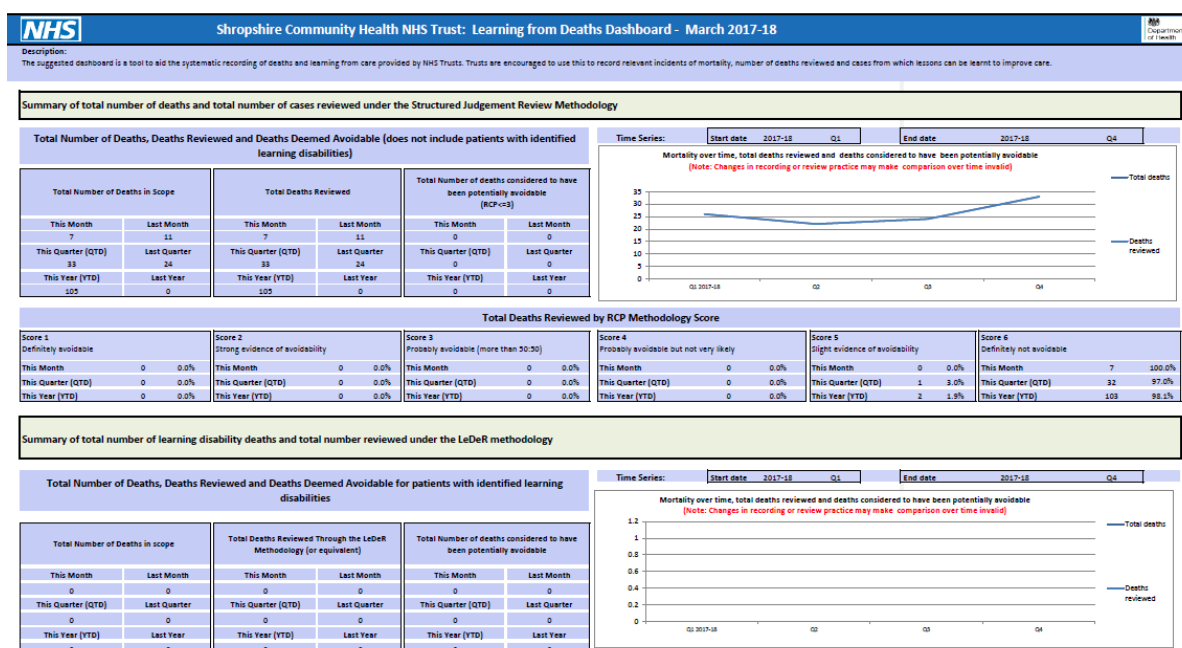 NHS
Shropshire Community Health NHS Trust: Learning from Deaths Dashboard - March 2017-18
Department of Health
Description:
The suggested dashboard is a tool to aid the systematic recording of deaths and learning from care provided by NHS Trusts. Trusts are encouraged to use this to record relevant incidents of mortality, number of deaths reviewed and cases from which lessons can be learnt to improve care.
Summary of total number of deaths and total number of cases reviewed under the Structured Judgement Review Methodology
Total Number of Deaths, Deaths Reviewed and Deaths Deemed Avoidable (does not include patients with identified
learning disabilities)
Total Number of Deaths in Scope
Total Deaths Reviewed
Total Number of deaths considered to have
been potentially avoidable
(RCP<=3)
This Month Last Month This Month Last Month This Month Last Month
7 11 7 11 0 0
This Quarter (QTD) Last Quarter This Quarter (QTD) Last Quarter This Quarter (QTD) Last Quarter
33 24 33 24 0 0
This Year (YTD) Last Year This Year (YTD) Last Year This Year (YTD) Last Year
105 0 105 0 0 0
Time Series: Start date 2017-18 Q1 End date 2017-18 Q4
Mortality over time, total deaths reviewed and deaths considered to have been potentially avoidable
(Note: Changes in recording or review practice may make comparison over time invalid)
35
30
25
20
15
10
5
0
Q1 2017-18 Q2 Q3 Q4
Total deaths
Deaths
reviewed
Total Deaths Reviewed by RCP Methodology Score
Score 1 Score 2 Score 3 Score 4 Score 5 Score 6
Definitely avoidable Strong evidence of avoidability Probably avoidable (more than 50:50) Probably avoidable but not very likely Slight evidence of avoidability Definitely not avoidable
This Month 0 0.0% This Month 0 0.0% This Month 0 0.0% This Month 0 0.0% This Month 0 0.0% This Month 7 100.0%
This Quarter (QTD) 0 0.0% This Quarter (QTD) 0 0.0% This Quarter (QTD) 0 0.0% This Quarter (QTD) 0 0.0% This Quarter (QTD) 1 3.0% This Quarter (QTD) 32 97.0%
This Year (YTD) 0 0.0% This Year (YTD) 0 0.0% This Year (YTD) 0 0.0% This Year (YTD) 0 0.0% This Year (YTD) 2 1.9% This Year (YTD) 103 98.1%
Summary of total number of learning disability deaths and total number reviewed under the LeDeR methodology
Total Number of Deaths, Deaths Reviewed and Deaths Deemed Avoidable for patients with identified learning
disabilities
Total Number of Deaths in scope
Total Deaths Reviewed Through the LeDeR
Methodology (or equivalent)
Total Number of deaths considered to have
been potentially avoidable
This Month Last Month This Month Last Month This Month Last Month
0 0 0 0 0 0
This Quarter (QTD) Last Quarter This Quarter (QTD) Last Quarter This Quarter (QTD) Last Quarter
0 0 0 0 0 0
This Year (YTD) Last Year This Year (YTD) Last Year This Year (YTD) Last Year
Time Series: Start date 2017-18 Q1 End date 2017-18 Q4
Mortality over time, total deaths reviewed and deaths considered to have been potentially avoidable
(Note: Changes in recording or review practice may make comparison over time invalid)
1.2
1
0.8
0.6
0.4
0.2
0
Q1 2017-18 Q2 Q3 Q4
Total deaths
Deaths
reviewed